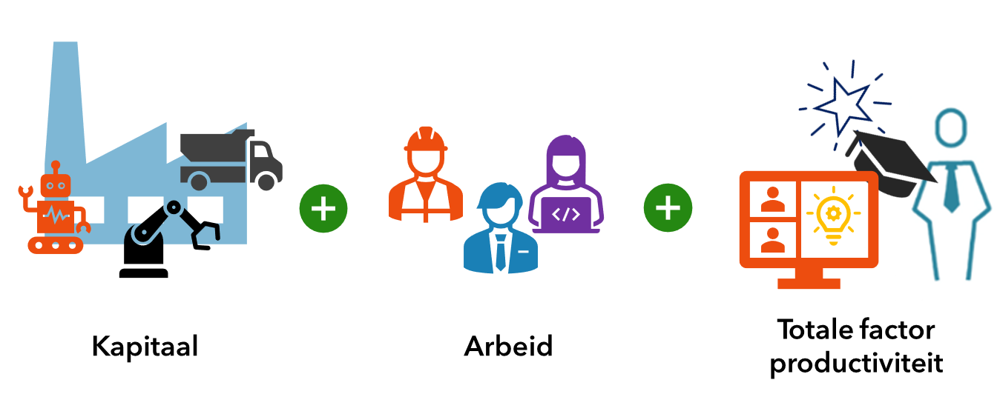 </>
Kapitaal
Arbeid
Totale factor
productiviteit